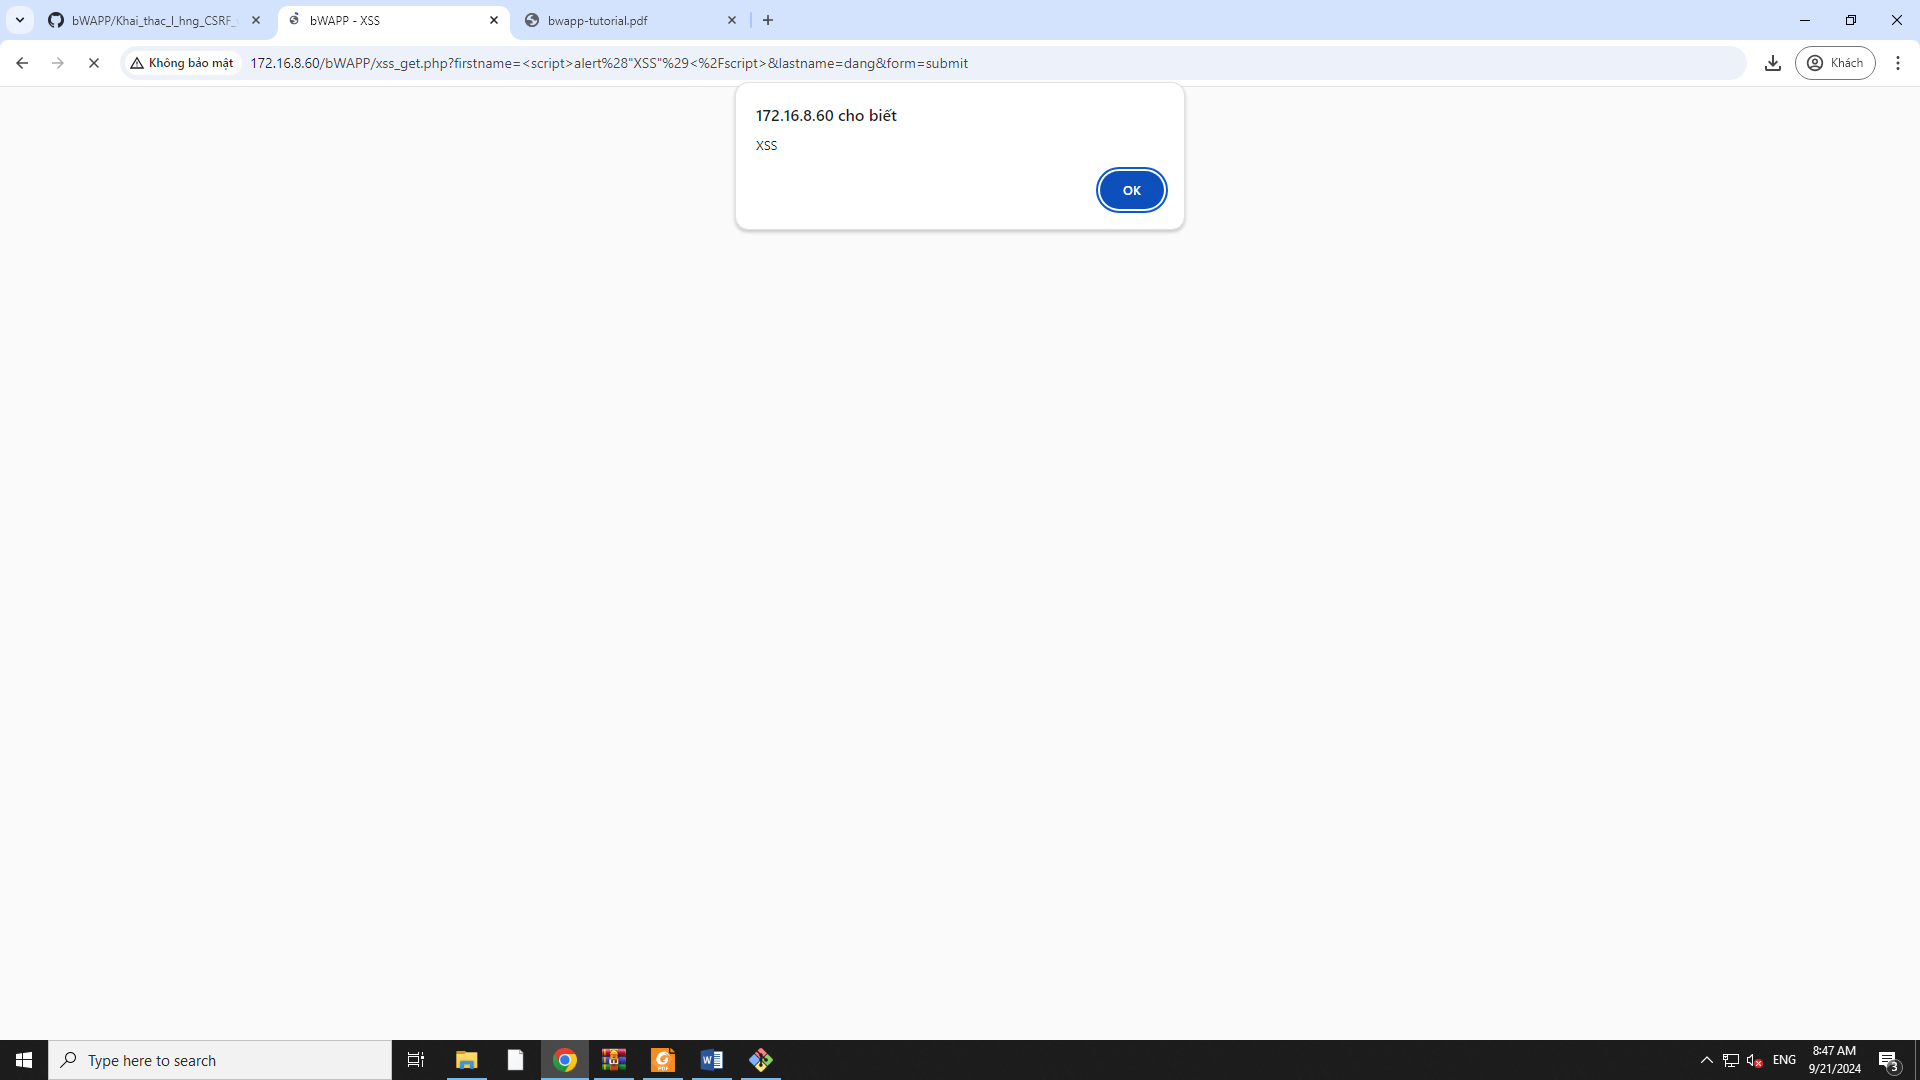 bWAPP/Khai_thac_l_hng_CSRF_
bWAPP - XSS
bwapp-tutorial.pdf
Không bảo mật
172.16.8.60/bWAPP/xss_get.php?firstname=<script>alert%28"XSS"%29<%2Fscript>&lastname=dang&form=submit
Khách
172.16.8.60 cho biết
XSS
OK
Type here to search
ENG
8:47 AM
9/21/2024
3